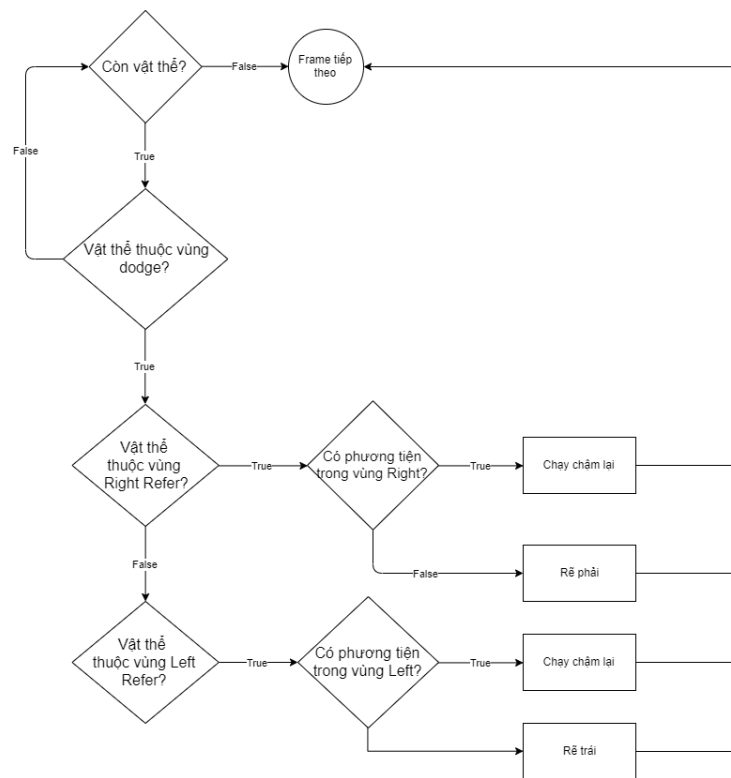 Còn vật thể?
False
Frame tiếp
theo
False
True
Vật thể thuộc vùng
dodge?
True
Vật thể
thuộc vùng
Right Refer?
True
Có phương tiện
trong vùng Right?
True
Chạy chậm lại
False
False
Rẽ phải
Vật thể
thuộc vùng Left
Refer?
True
Có phương tiện
trong vùng Left?
True
Chạy chậm lại
Rẽ trái